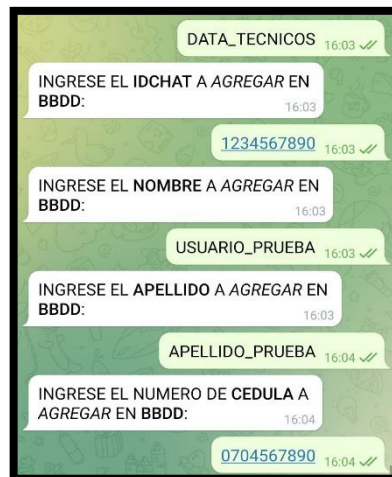 DATA_TECNICOS 16:03
INGRESE EL IDCHAT A AGREGAR EN
BBDD:
16:03
1234567890 16:03
INGRESE EL NOMBRE A AGREGAR EN
BBDD:
16:03
USUARIO_PRUEBA 16:03
INGRESE EL APELLIDO A AGREGAR EN
BBDD:
16:03
APELLIDO_PRUEBA 16:04
INGRESE EL NUMERO DE CEDULA A
AGREGAR EN BBDD:
16:04
0704567890 16:04